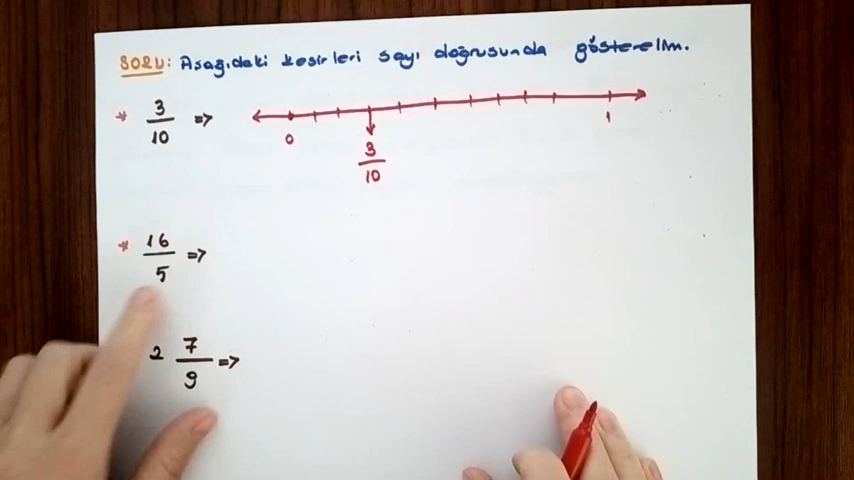 SORU: Aşağıdaki kesirleri sayı doğrusunda gösterelim.
* 3/10 =>
0 3/10 1
* 16/5 =>
2 7/9 =>